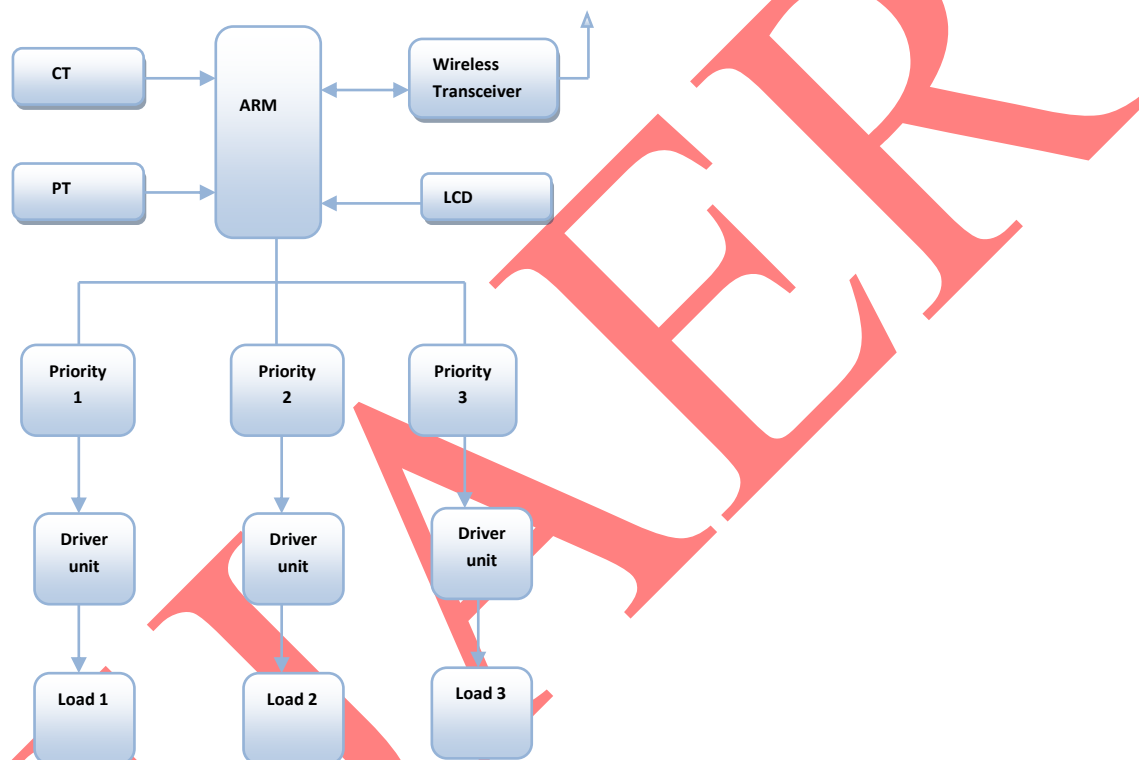 CT
ARM
Wireless
Transceiver
PT
LCD
Priority
1
Priority
2
Priority
3
Driver
unit
Driver
unit
Driver
unit
Load 1
Load 2
Load 3